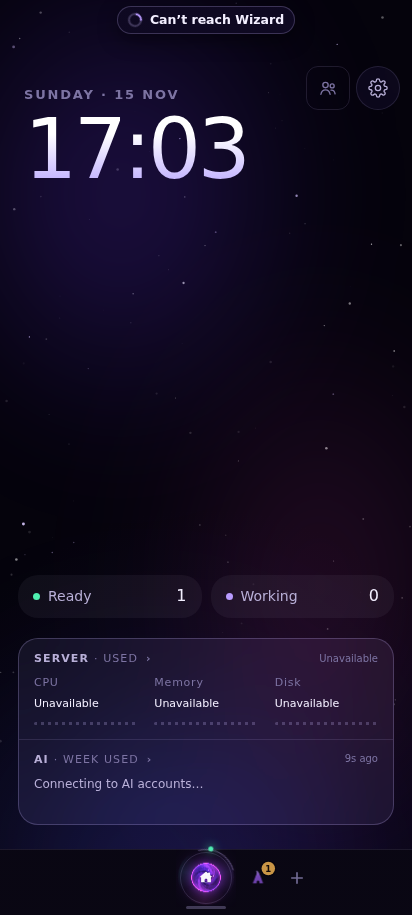 Can’t reach Wizard
SUNDAY · 15 NOV
17:03
Ready 1
Working 0
SERVER · USED › Unavailable
CPU Memory Disk
Unavailable Unavailable Unavailable
AI · WEEK USED › 9s ago
Connecting to AI accounts…
1